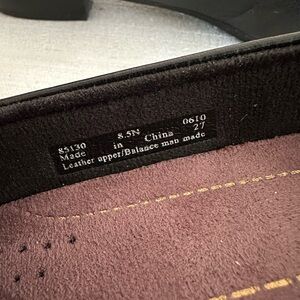 85130 8.5N 0610
Made in China 27
Leather upper/Balance man made